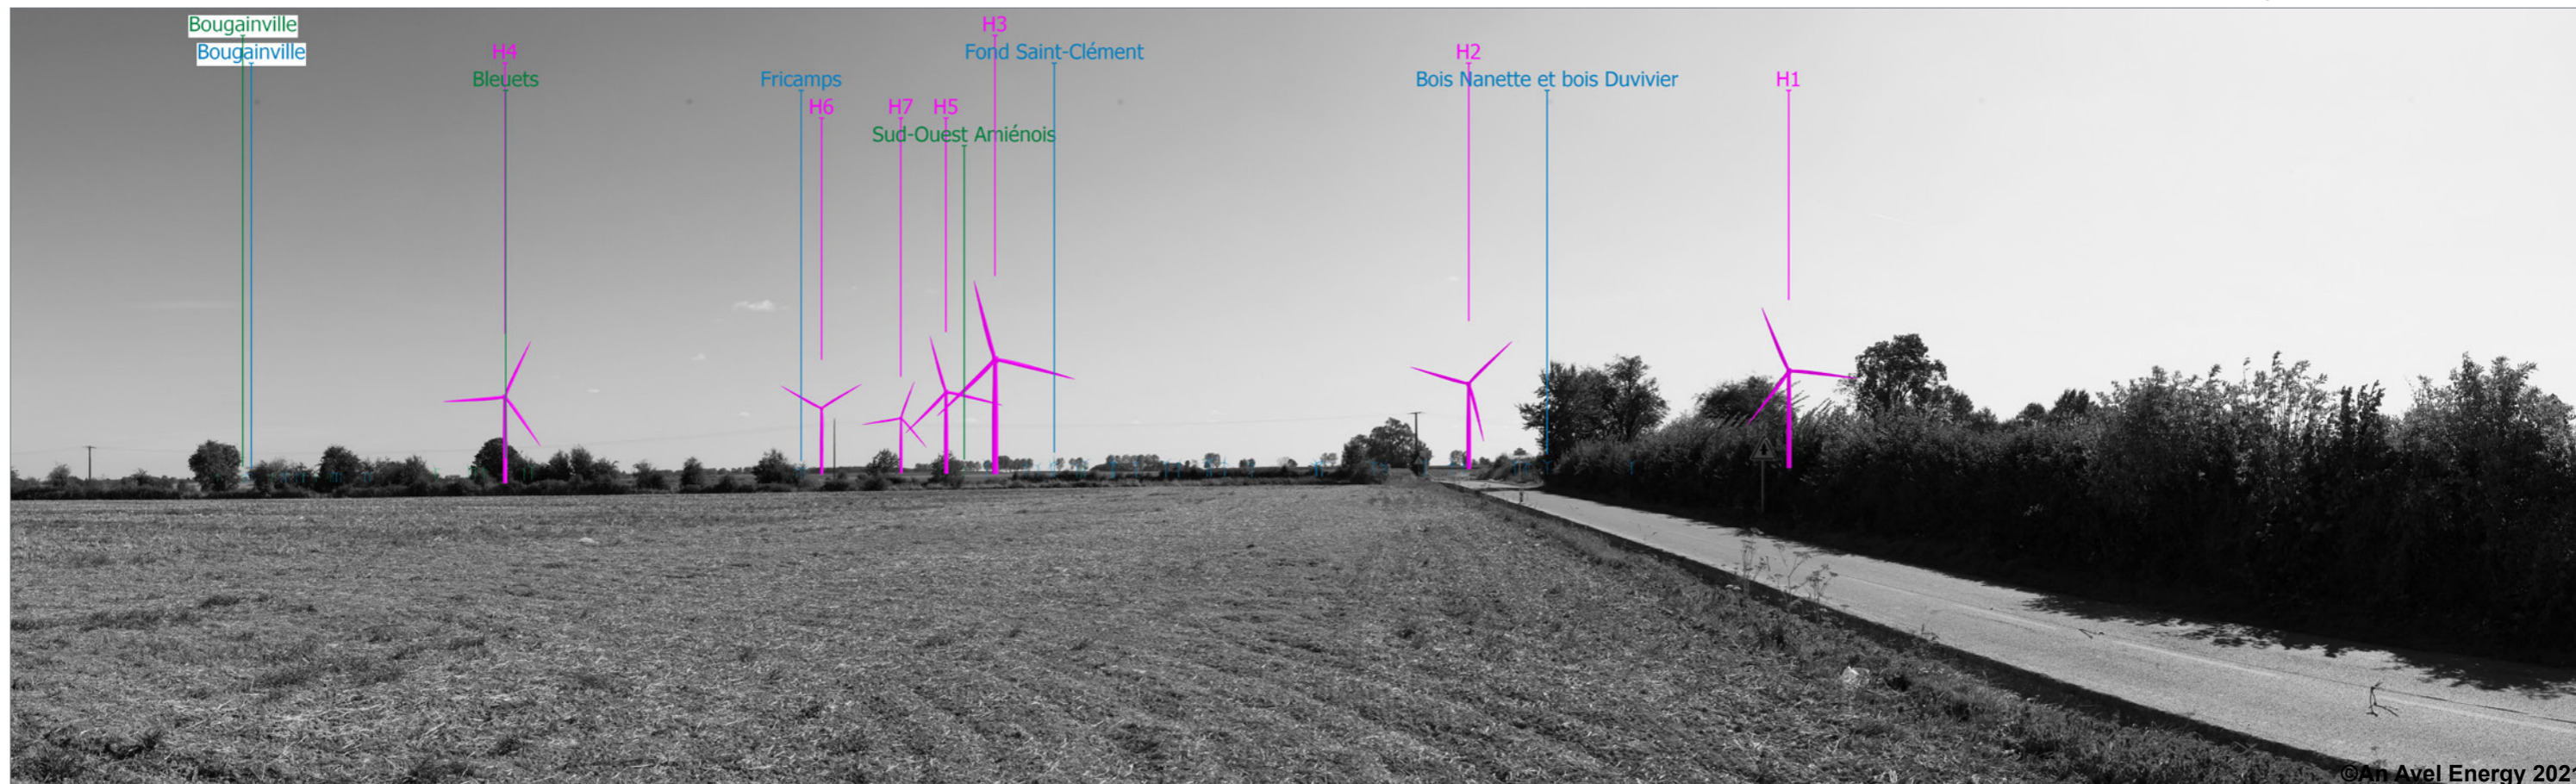 Bougainville
H3
Bougainville
H4
Fond Saint-Clément
H2
Bleuets
Fricamps
Bois Nanette et bois Duvivier
H1
H6
H7
H5
Sud-Ouest Amiénois
©An Avel Energy 202